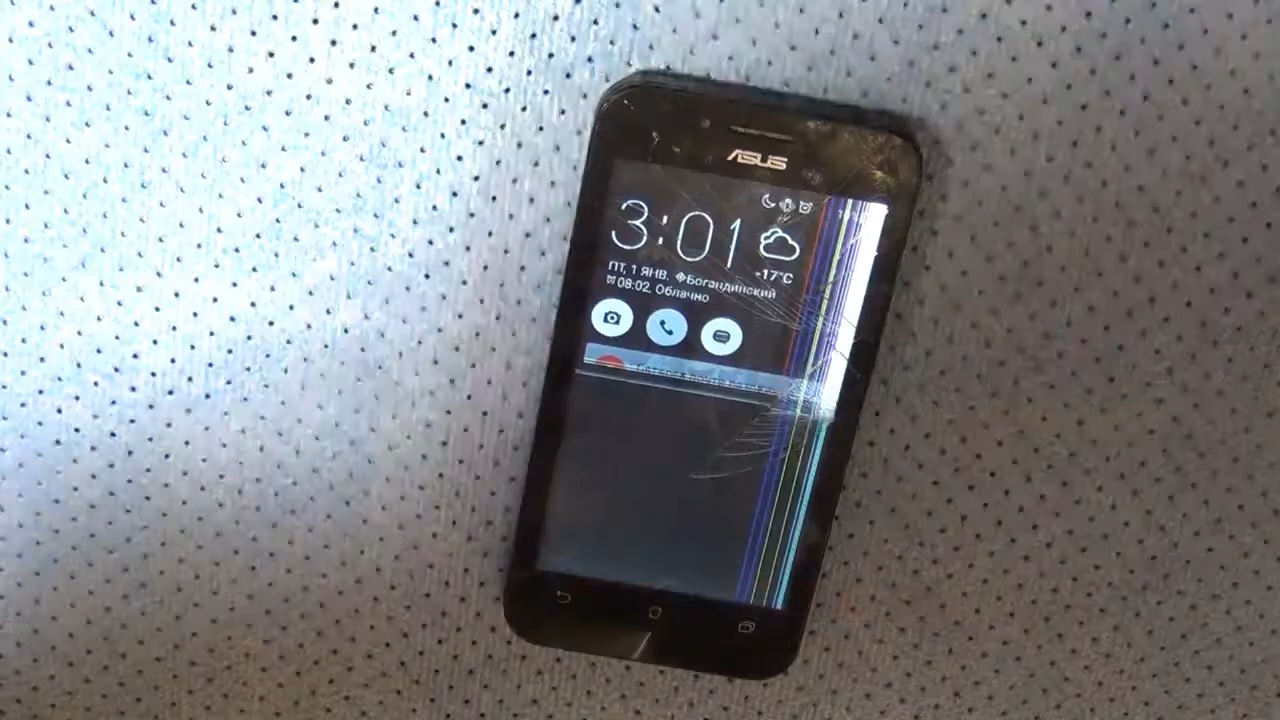 ASUS
3:01
-17°C
ПТ, 1 ЯНВ, Богандинский
08:02, Облачно